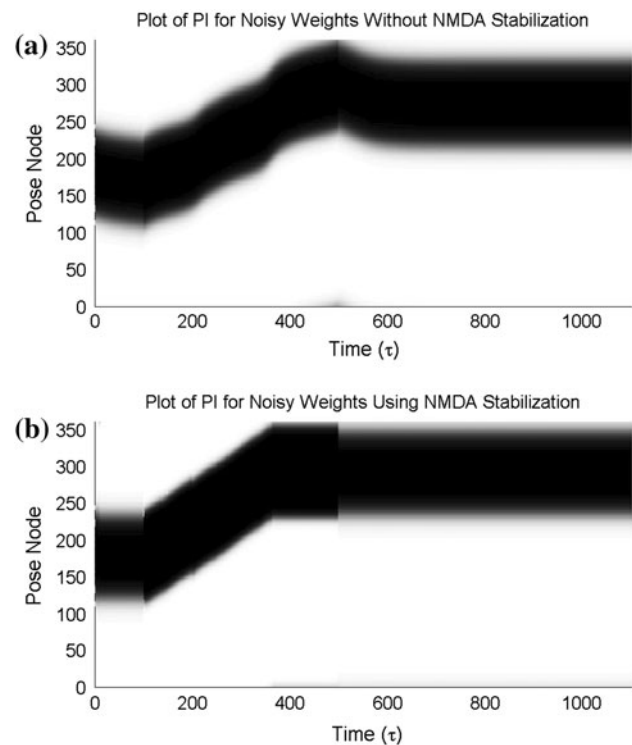 Plot of PI for Noisy Weights Without NMDA Stabilization
(a)
350
300
250
200
150
100
50
0
Pose Node
0 200 400 600 800 1000
Time (τ)
Plot of PI for Noisy Weights Using NMDA Stabilization
(b)
350
300
250
200
150
100
50
0
Pose Node
0 200 400 600 800 1000
Time (τ)